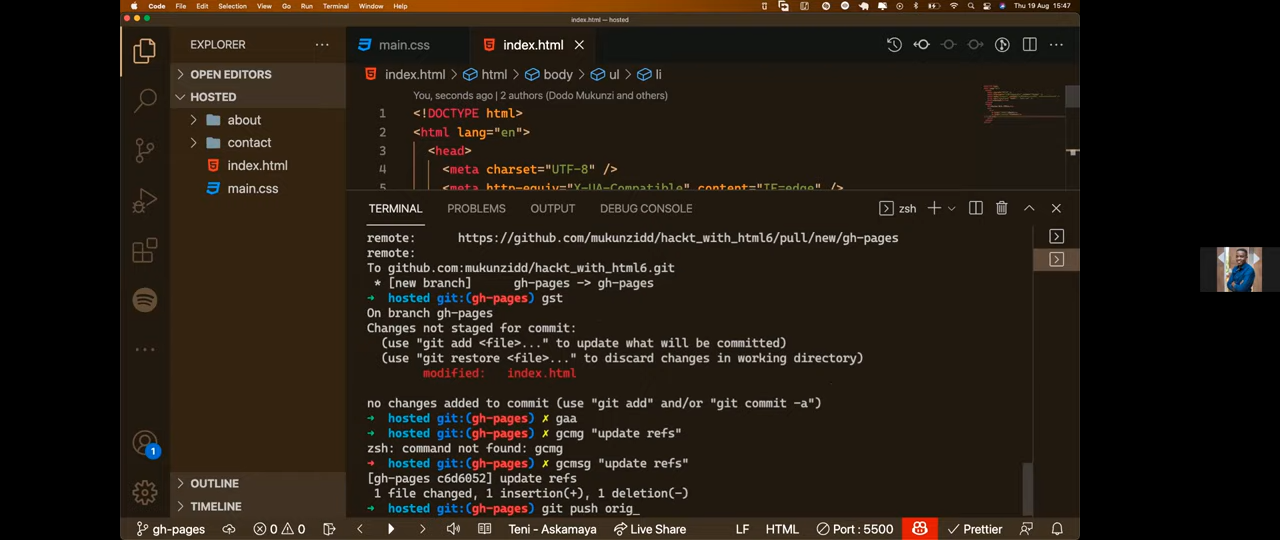 Code File Edit Selection View Go Run Terminal Window Help Thu 19 Aug 15:47
index.html — hosted
EXPLORER
main.css
index.html
OPEN EDITORS
HOSTED
about
contact
index.html
main.css
index.html > html > body > ul > li
You, seconds ago | 2 authors (Dodo Mukunzi and others)
1 <!DOCTYPE html>
2 <html lang="en">
3 <head>
4 <meta charset="UTF-8" />
5 <meta http-equiv="X-UA-Compatible" content="IE=edge" />
TERMINAL PROBLEMS OUTPUT DEBUG CONSOLE zsh
remote: https://github.com/mukunzidd/hackt_with_html6/pull/new/gh-pages
remote:
To github.com:mukunzidd/hackt_with_html6.git
* [new branch] gh-pages -> gh-pages
➜ hosted git:(gh-pages) gst
On branch gh-pages
Changes not staged for commit:
(use "git add <file>..." to update what will be committed)
(use "git restore <file>..." to discard changes in working directory)
modified: index.html
no changes added to commit (use "git add" and/or "git commit -a")
➜ hosted git:(gh-pages) ✗ gaa
➜ hosted git:(gh-pages) ✗ gcmg "update refs"
zsh: command not found: gcmg
➜ hosted git:(gh-pages) ✗ gcmsg "update refs"
[gh-pages c6d6052] update refs
1 file changed, 1 insertion(+), 1 deletion(-)
➜ hosted git:(gh-pages) git push orig_
OUTLINE
TIMELINE
1
gh-pages 0 0 Teni - Askamaya Live Share LF HTML Port : 5500 Prettier